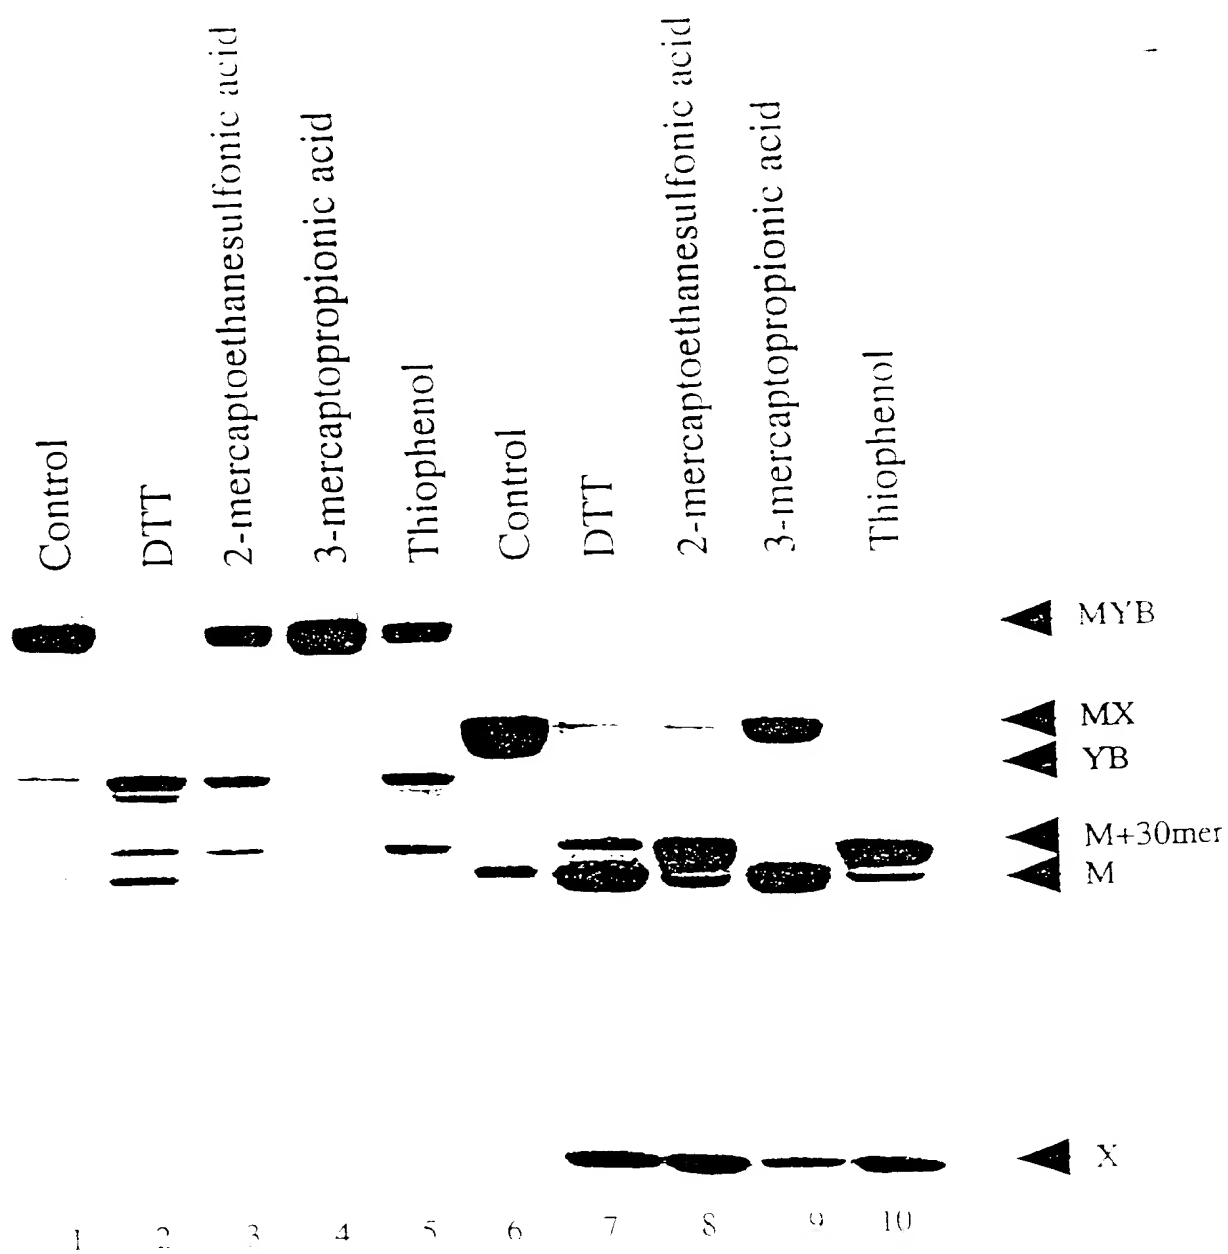 Control
DTT
2-mercaptoethanesulfonic acid
3-mercaptopropionic acid
Thiophenol
Control
DTT
2-mercaptoethanesulfonic acid
3-mercaptopropionic acid
Thiophenol
MYB
MX
YB
M+30mer
M
X
1 2 3 4 5 6 7 8 9 10